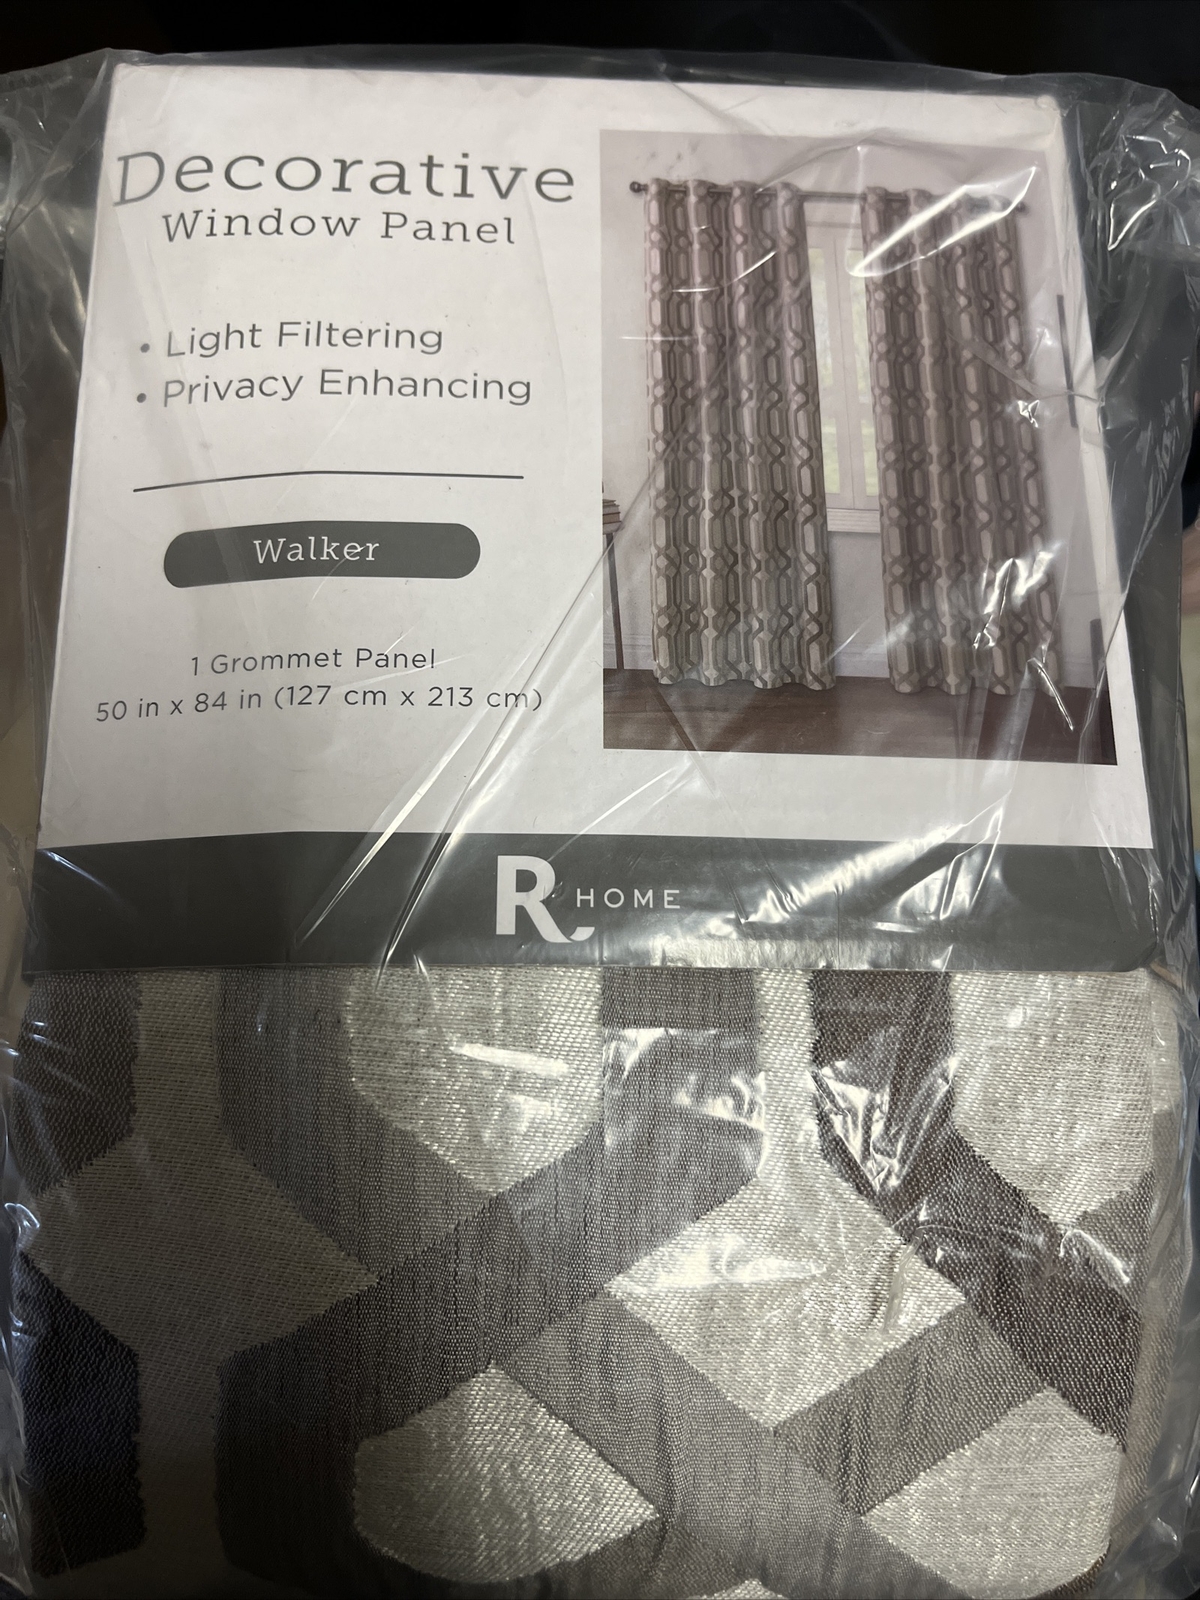 Decorative
Window Panel
• Light Filtering
• Privacy Enhancing
Walker
1 Grommet Panel
50 in x 84 in (127 cm x 213 cm)
R HOME